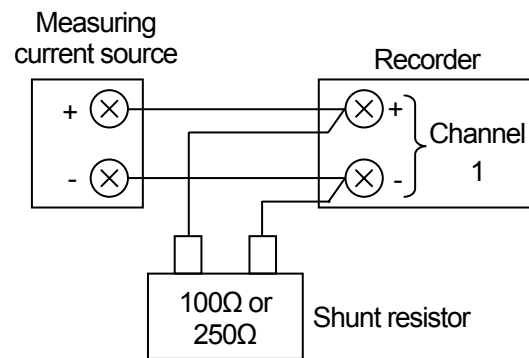 Measuring
current source
Recorder
+
+
Channel
1
-
-
100Ω or
250Ω
Shunt resistor